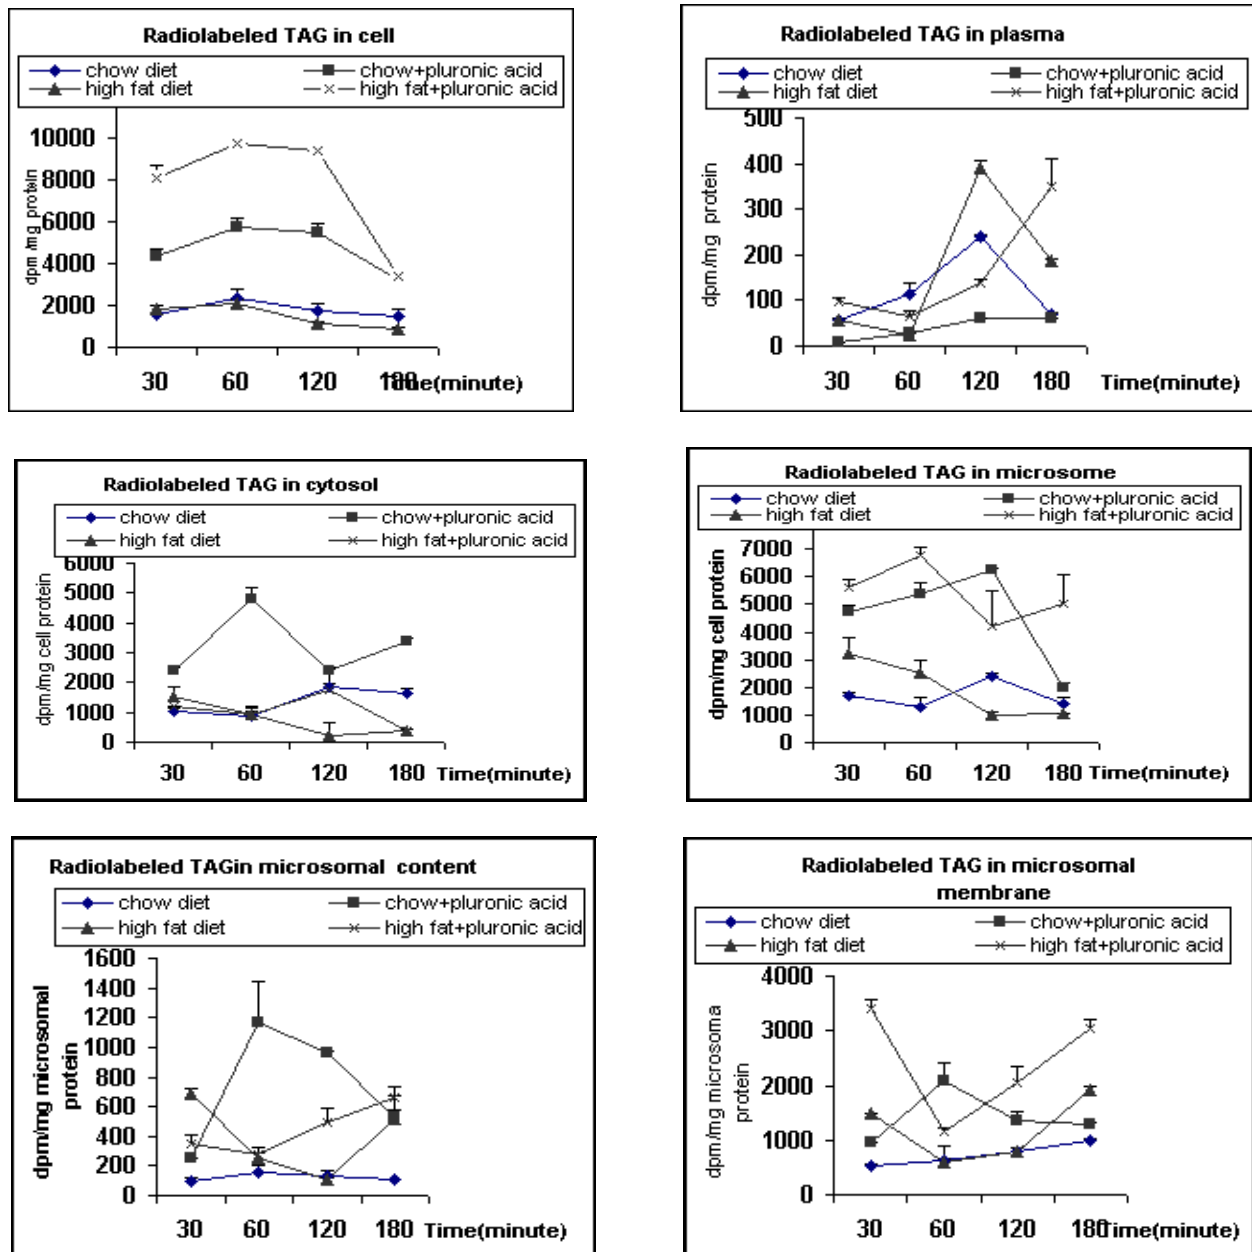 Radiolabeled TAG in cell
chow diet chow+pluronic acid
high fat diet high fat+pluronic acid
dpm/mg protein
10000
8000
6000
4000
2000
0
30 60 120 180 Time(minute)
Radiolabeled TAG in plasma
chow diet chow+pluronic acid
high fat diet high fat+pluronic acid
dpm/mg protein
500
400
300
200
100
0
30 60 120 180 Time(minute)
Radiolabeled TAG in cytosol
chow diet chow+pluronic acid
high fat diet high fat+pluronic acid
dpm/mg cell protein
6000
5000
4000
3000
2000
1000
0
30 60 120 180 Time(minute)
Radiolabeled TAG in microsome
chow diet chow+pluronic acid
high fat diet high fat+pluronic acid
dpm/mg cell protein
7000
6000
5000
4000
3000
2000
1000
0
30 60 120 180 Time(minute)
Radiolabeled TAGin microsomal content
chow diet chow+pluronic acid
high fat diet high fat+pluronic acid
dpm/mg microsomal
protein
1600
1400
1200
1000
800
600
400
200
0
30 60 120 180 Time(minute)
Radiolabeled TAG in microsomal
membrane
chow diet chow+pluronic acid
high fat diet high fat+pluronic acid
dpm/mg microsoma
protein
4000
3000
2000
1000
0
30 60 120 180 Time(minute)